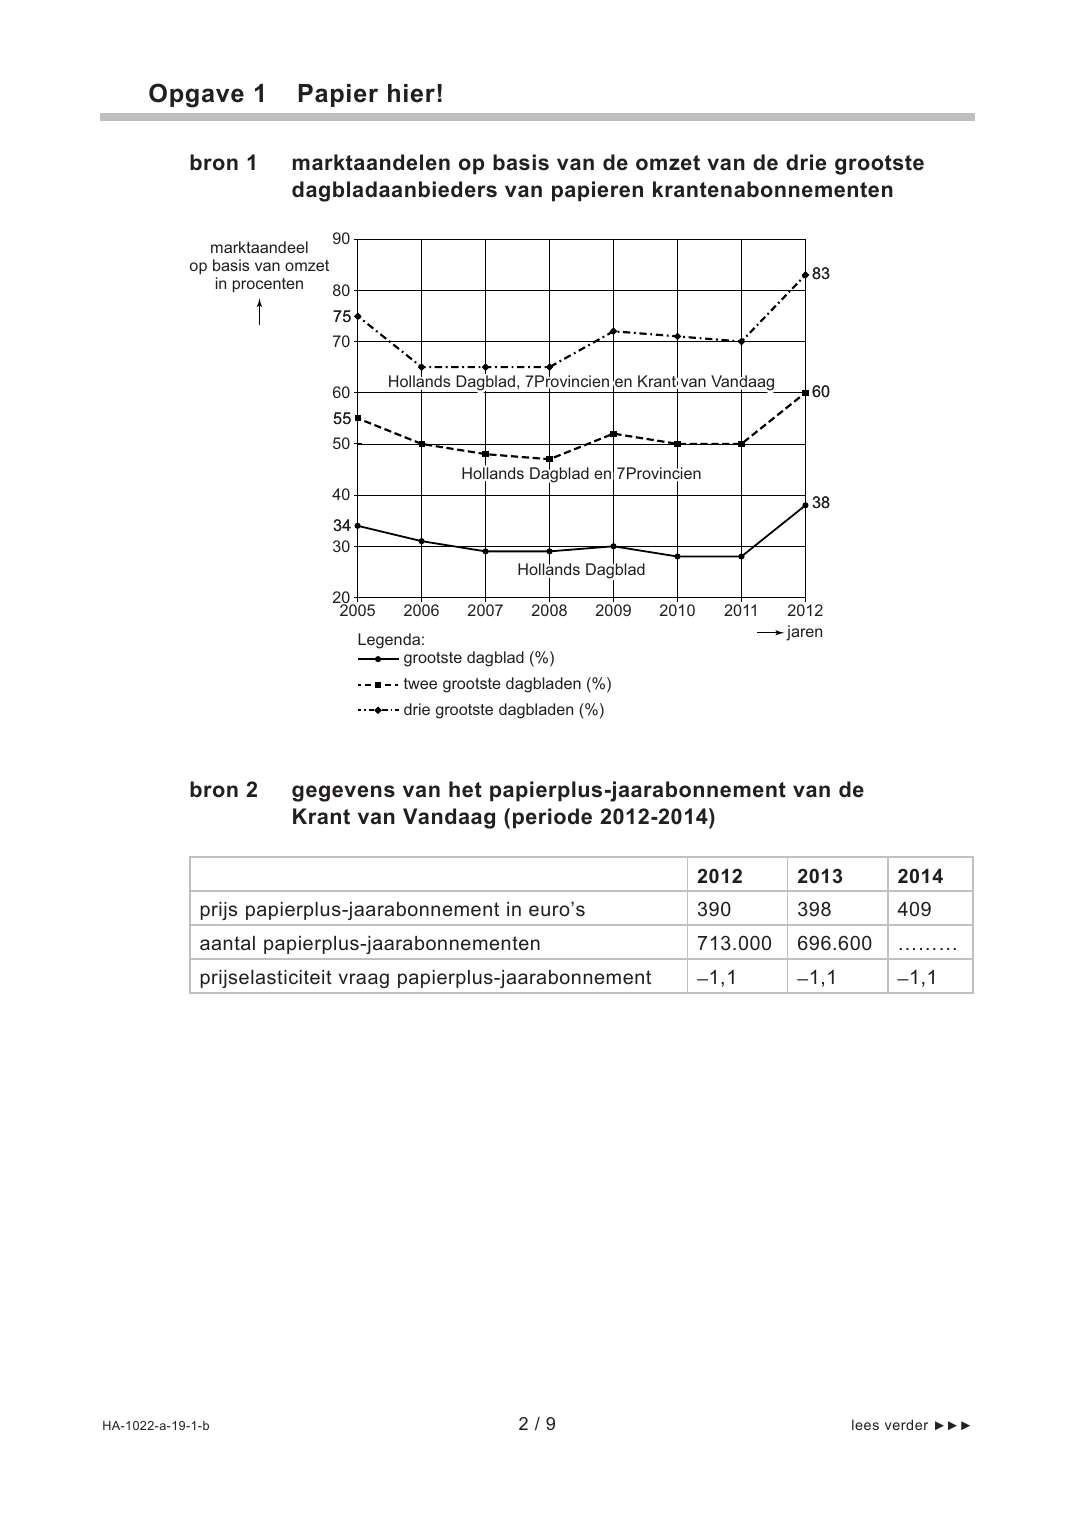 Opgave 1 Papier hier!
bron 1 marktaandelen op basis van de omzet van de drie grootste
dagbladaanbieders van papieren krantenabonnementen
marktaandeel
op basis van omzet
in procenten
90
80
75
70
60
55
50
40
34
30
20
83
60
38
Hollands Dagblad, 7Provincien en Krant van Vandaag
Hollands Dagblad en 7Provincien
Hollands Dagblad
2005 2006 2007 2008 2009 2010 2011 2012
jaren
Legenda:
grootste dagblad (%)
twee grootste dagbladen (%)
drie grootste dagbladen (%)
bron 2 gegevens van het papierplus-jaarabonnement van de
Krant van Vandaag (periode 2012-2014)
2012 2013 2014
prijs papierplus-jaarabonnement in euro’s 390 398 409
aantal papierplus-jaarabonnementen 713.000 696.600 ………
prijselasticiteit vraag papierplus-jaarabonnement –1,1 –1,1 –1,1
HA-1022-a-19-1-b 2 / 9 lees verder ►►►